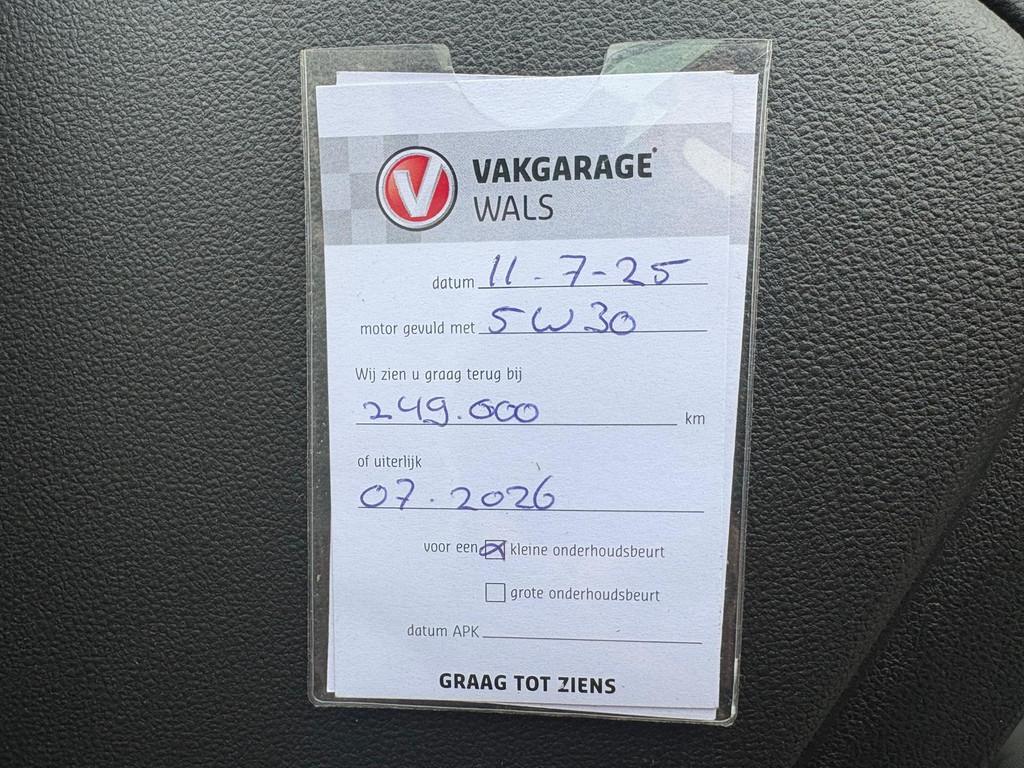 V VAKGARAGE®
WALS
datum 11-7-25
motor gevuld met 5W30
Wij zien u graag terug bij
249.000 km
of uiterlijk
07.2026
voor een kleine onderhoudsbeurt
grote onderhoudsbeurt
datum APK
GRAAG TOT ZIENS